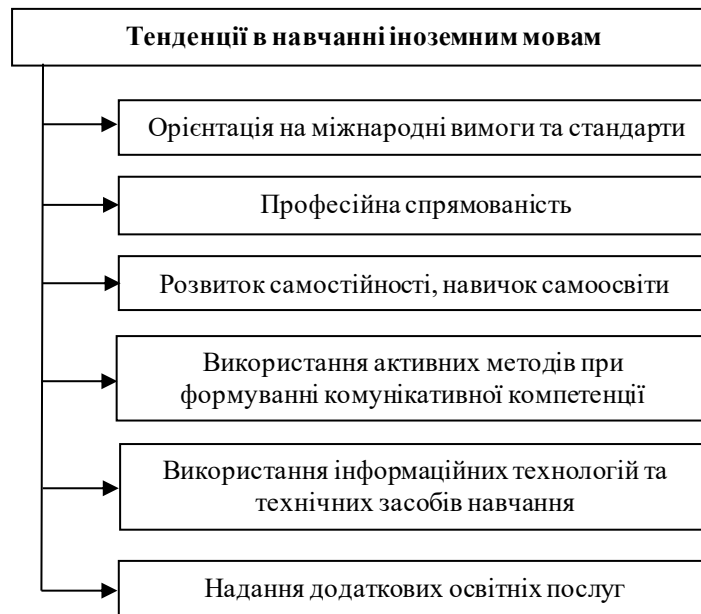 Тенденції в навчанні іноземним мовам
Орієнтація на міжнародні вимоги та стандарти
Професійна спрямованість
Розвиток самостійності, навичок самоосвіти
Використання активних методів при
формуванні комунікативної компетенції
Використання інформаційних технологій та
технічних засобів навчання
Надання додаткових освітніх послуг